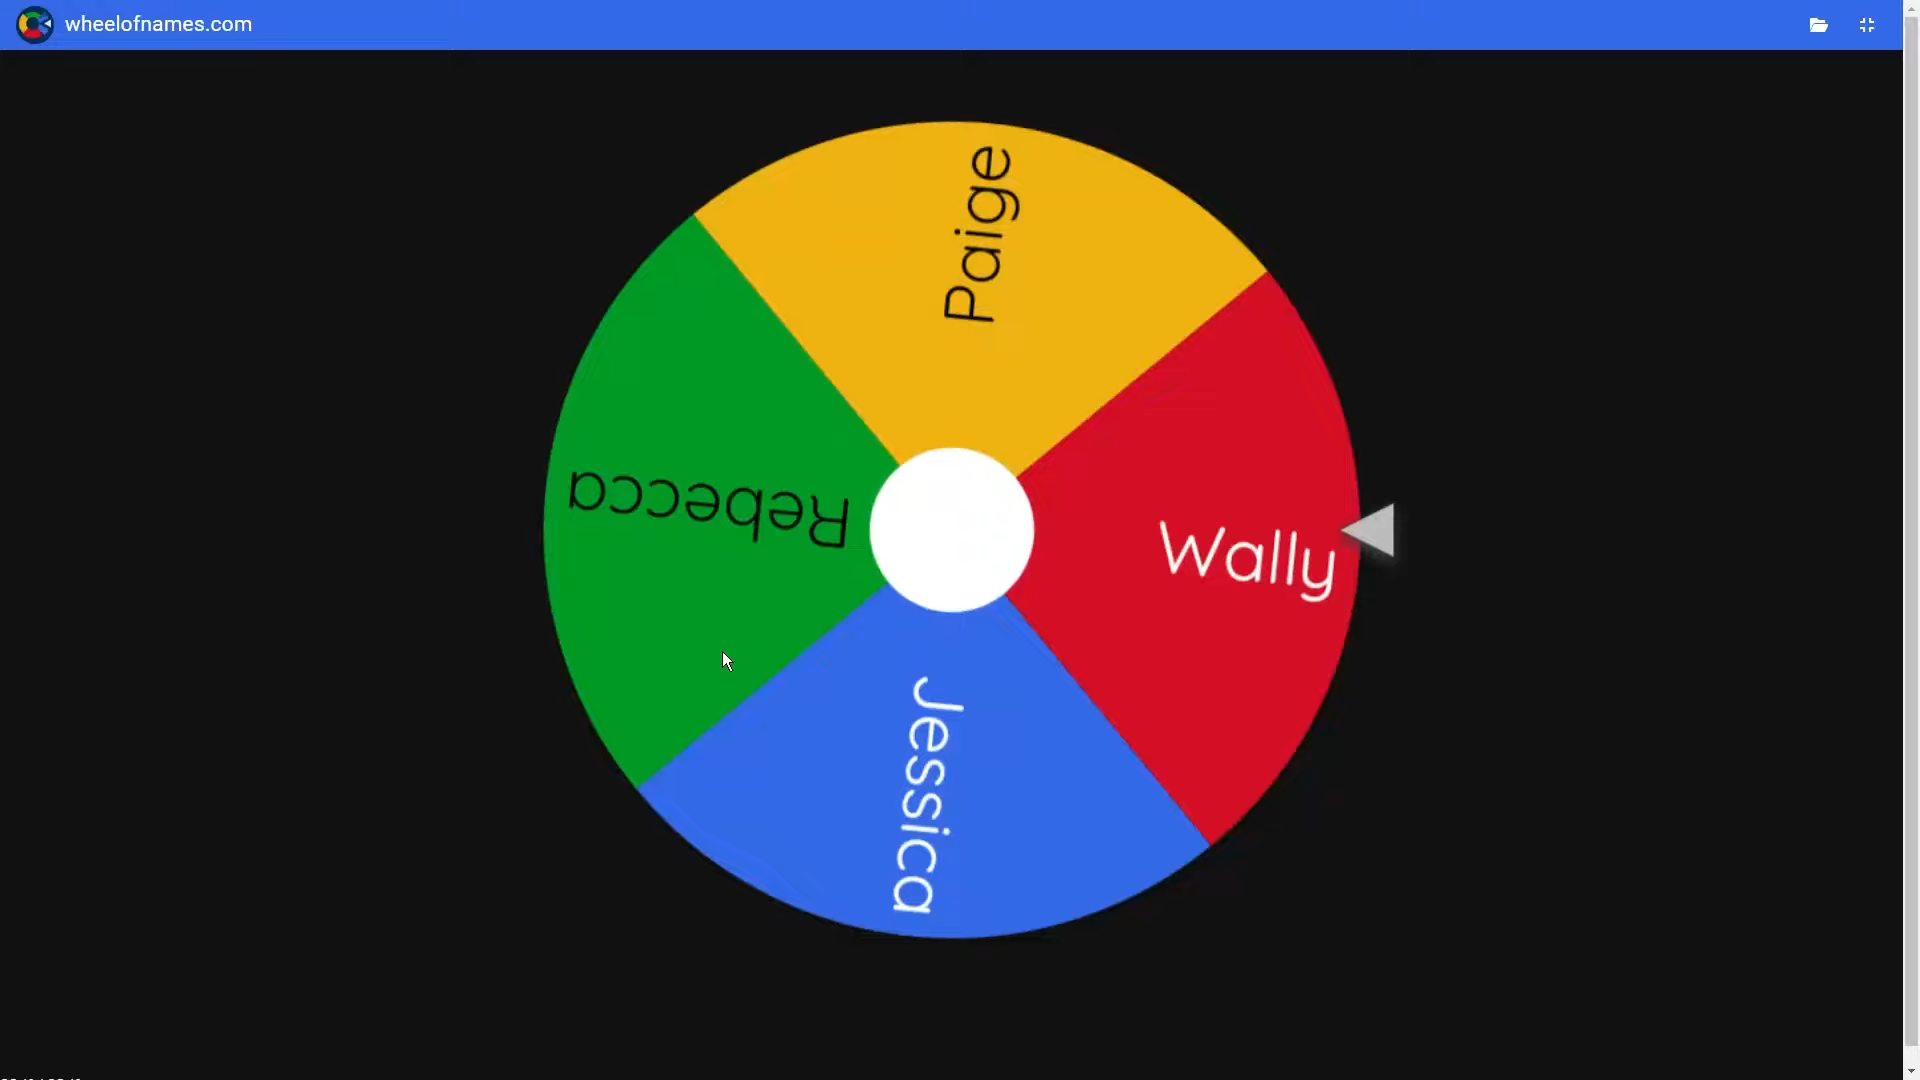 wheelofnames.com
Paige
Rebecca
Wally
Jessica